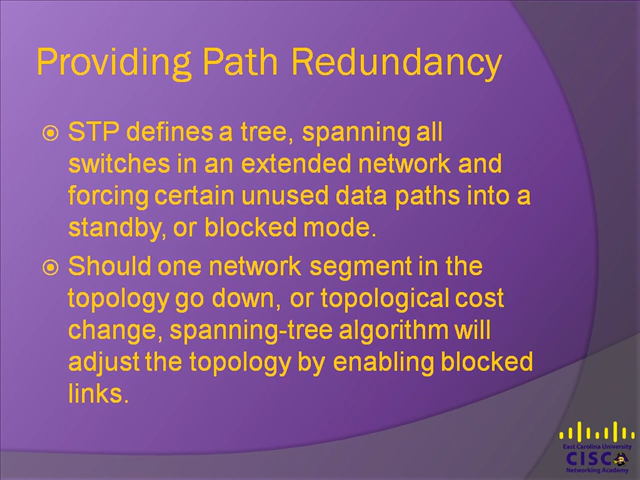 Providing Path Redundancy
STP defines a tree, spanning all
switches in an extended network and
forcing certain unused data paths into a
standby, or blocked mode.
Should one network segment in the
topology go down, or topological cost
change, spanning-tree algorithm will
adjust the topology by enabling blocked
links.
East Carolina University
CISCO
Networking Academy